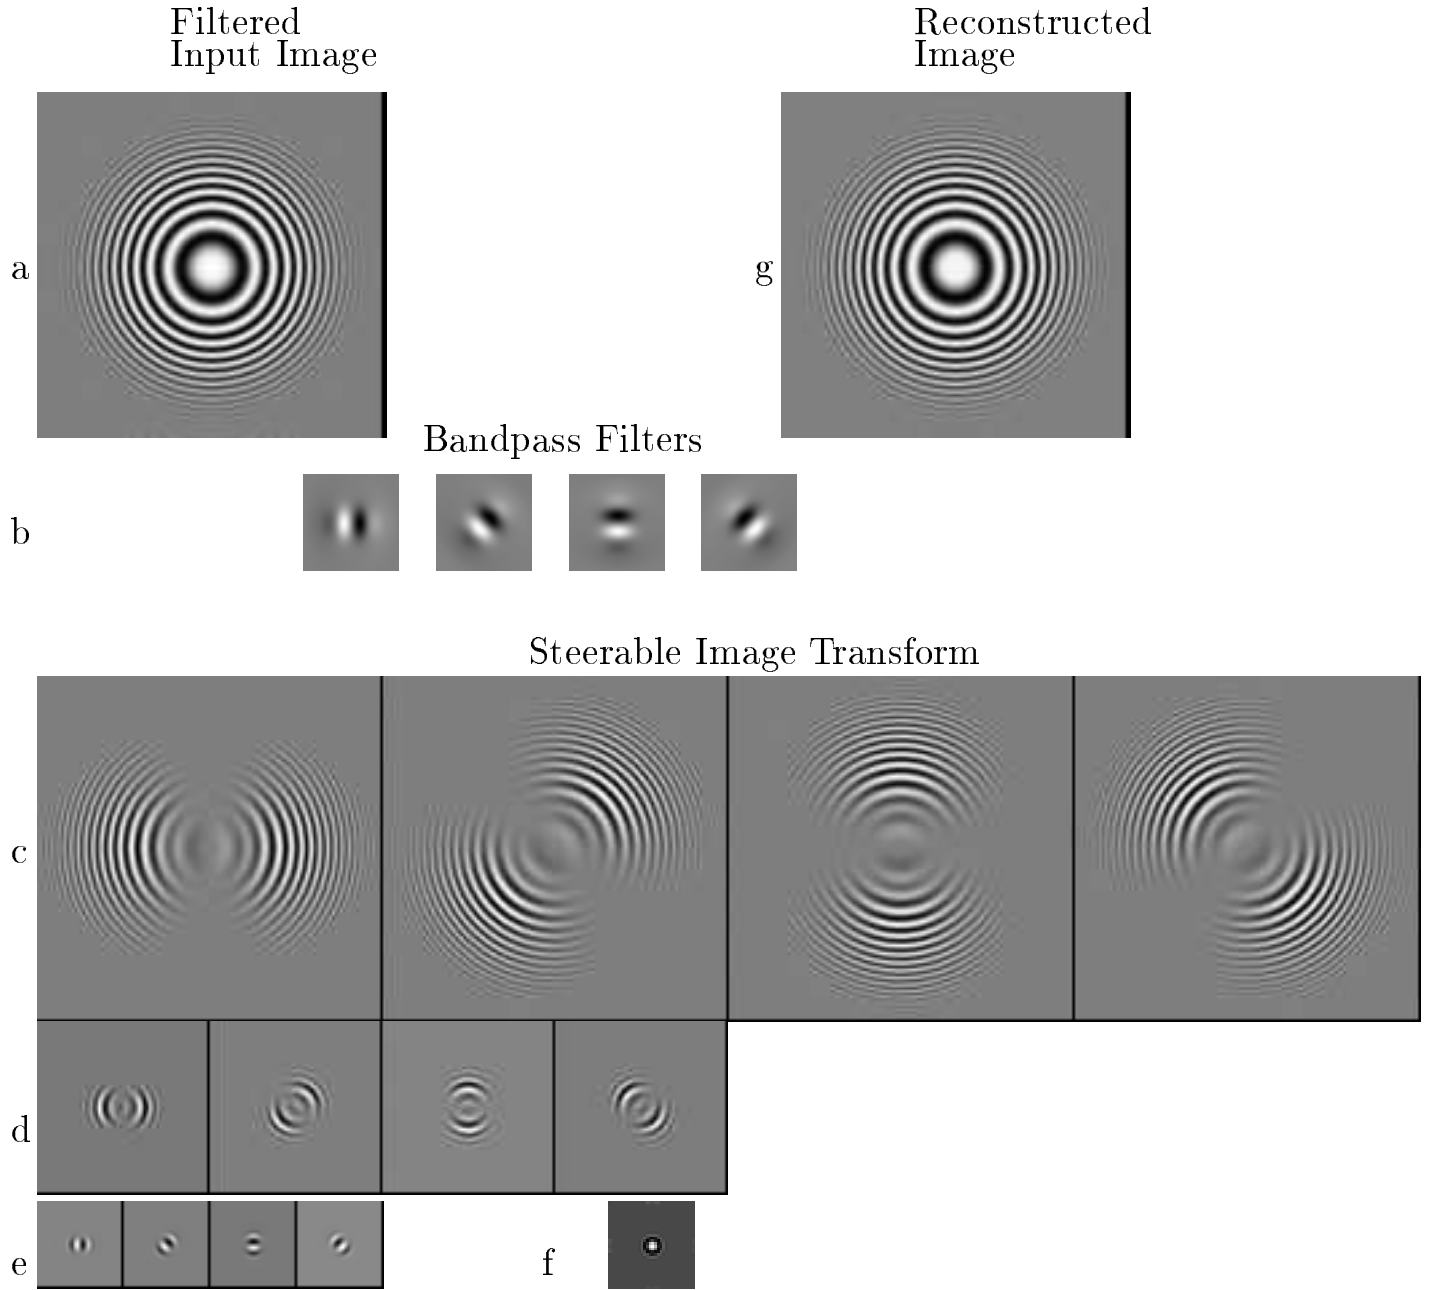 Filtered
Input Image
Reconstructed
Image
a
g
Bandpass Filters
b
Steerable Image Transform
c
d
e
f